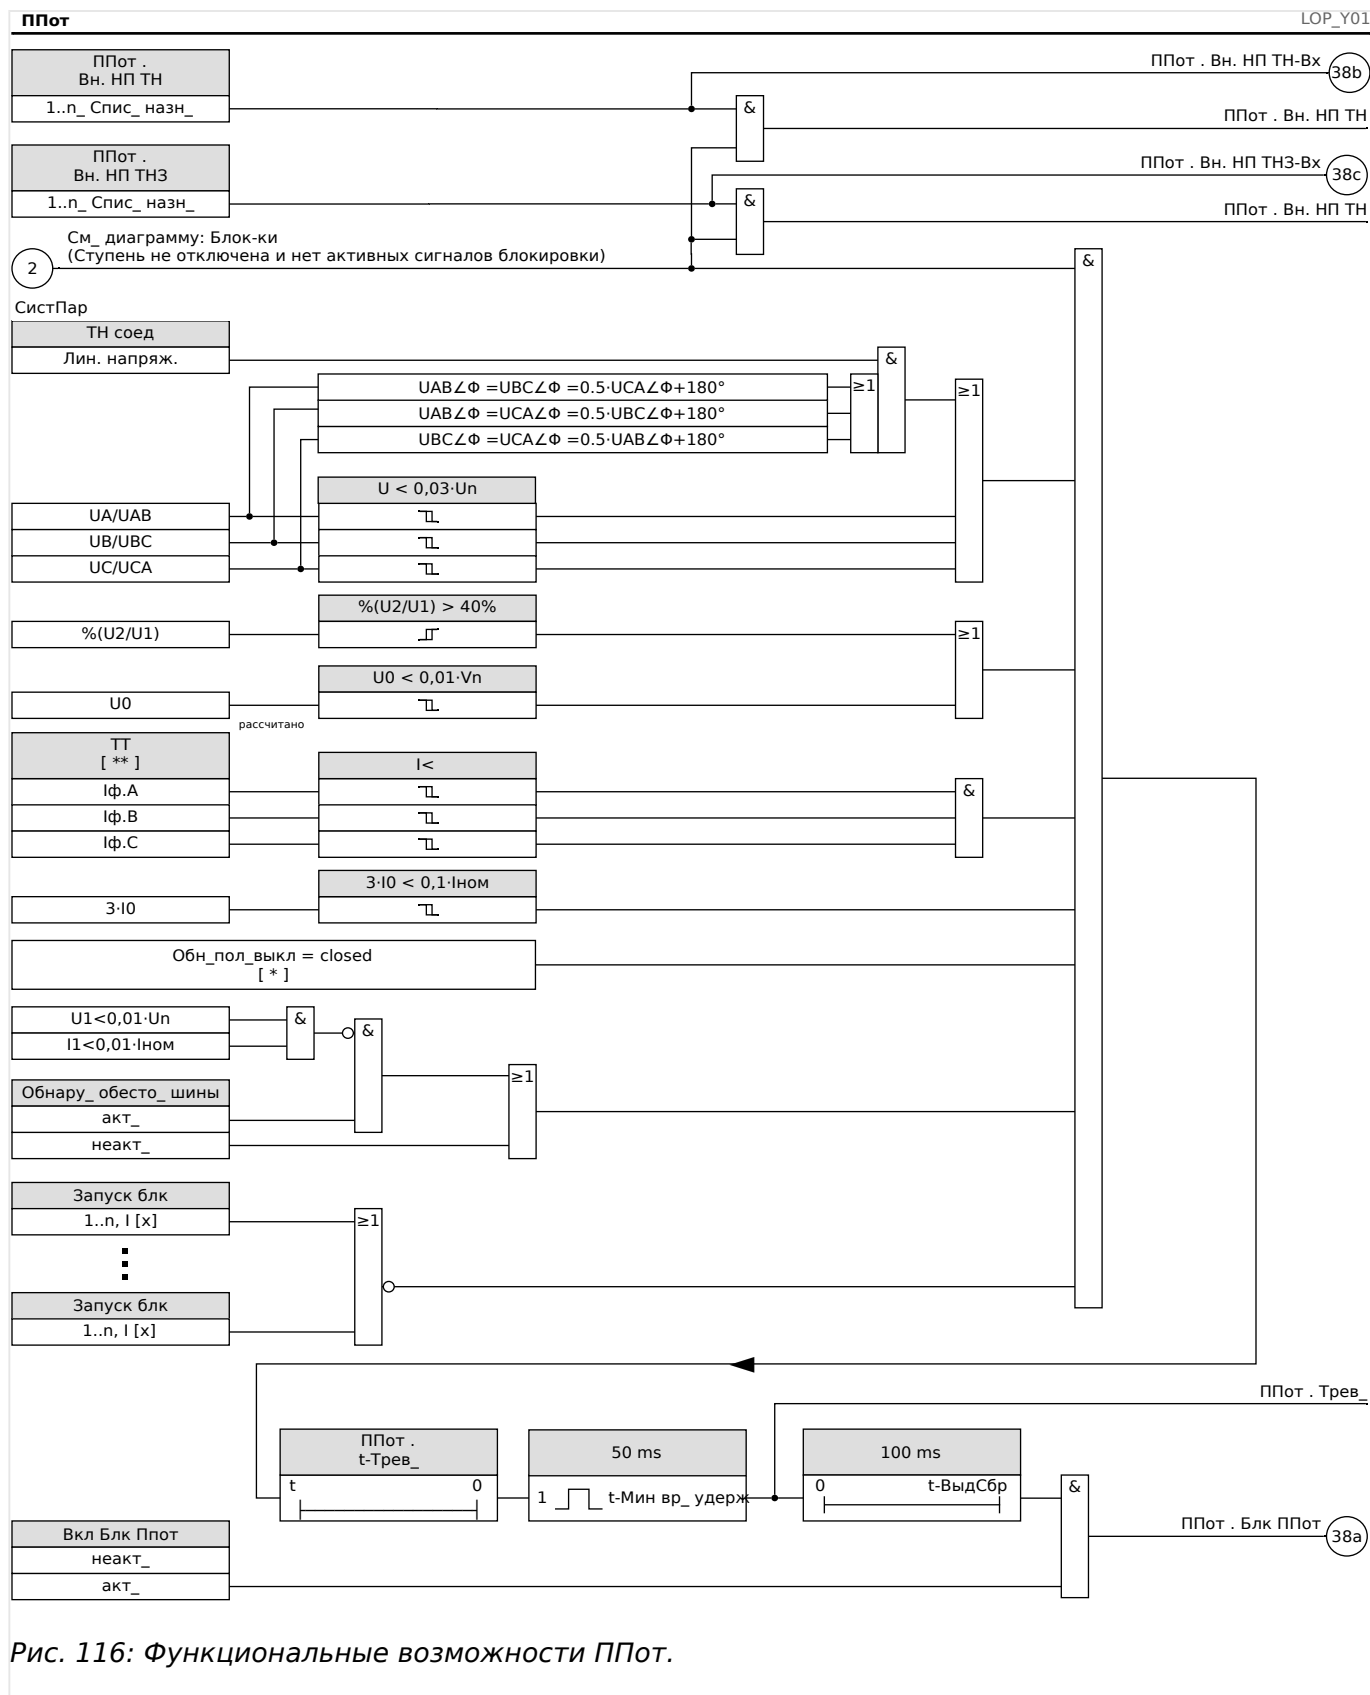 ППот
LOP_Y01
ППот .
Вн. НП ТН
1..n_ Спис_ назн_
ППот . Вн. НП ТН-Вх
38b
&
ППот . Вн. НП ТН
ППот .
Вн. НП ТНЗ
1..n_ Спис_ назн_
ППот . Вн. НП ТНЗ-Вх
38c
&
ППот . Вн. НП ТН
См_ диаграмму: Блок-ки
(Ступень не отключена и нет активных сигналов блокировки)
2
&
СистПар
ТН соед
Лин. напряж.
&
UAB∠Φ =UBC∠Φ =0.5·UCA∠Φ+180°
≥1
≥1
UAB∠Φ =UCA∠Φ =0.5·UBC∠Φ+180°
UBC∠Φ =UCA∠Φ =0.5·UAB∠Φ+180°
U < 0,03·Un
UA/UAB
UB/UBC
UC/UCA
%(U2/U1) > 40%
%(U2/U1)
≥1
U0 < 0,01·Vn
U0
рассчитано
ТТ
[ ** ]
I<
Iф.A
&
Iф.B
Iф.C
3·I0 < 0,1·Iном
3·I0
Обн_пол_выкл = closed
[ * ]
U1<0,01·Un
&
&
I1<0,01·Iном
≥1
Обнару_ обесто_ шины
акт_
неакт_
Запуск блк
1..n, I [x]
≥1
Запуск блк
1..n, I [x]
ППот . Трев_
ППот .
t-Трев_
50 ms
100 ms
t
0
1
t-Мин вр_ удерж
0
t-ВыдСбр
&
Вкл Блк Ппот
неакт_
акт_
ППот . Блк ППот
38a
Рис. 116: Функциональные возможности ППот.